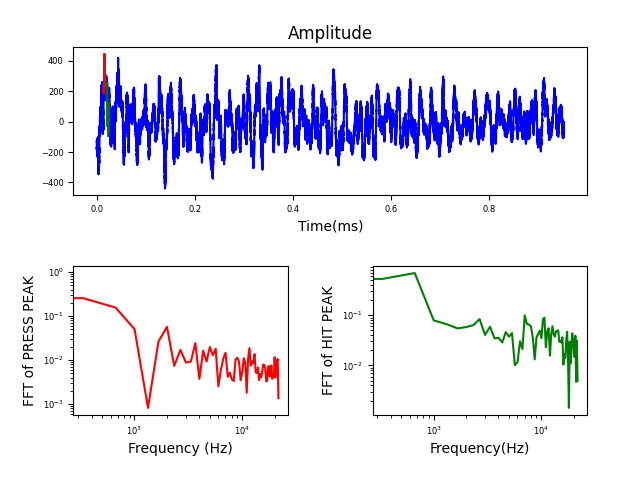 Amplitude
400
200
0
−200
−400
0.0 0.2 0.4 0.6 0.8
Time(ms)
FFT of PRESS PEAK
10⁰
10⁻¹
10⁻²
10⁻³
10³ 10⁴
Frequency (Hz)
FFT of HIT PEAK
10⁻¹
10⁻²
10³ 10⁴
Frequency(Hz)